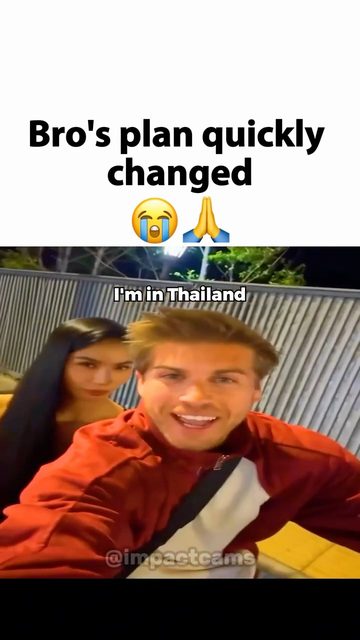 Bro's plan quickly
changed
😭🙏
I'm in Thailand
@impactcams